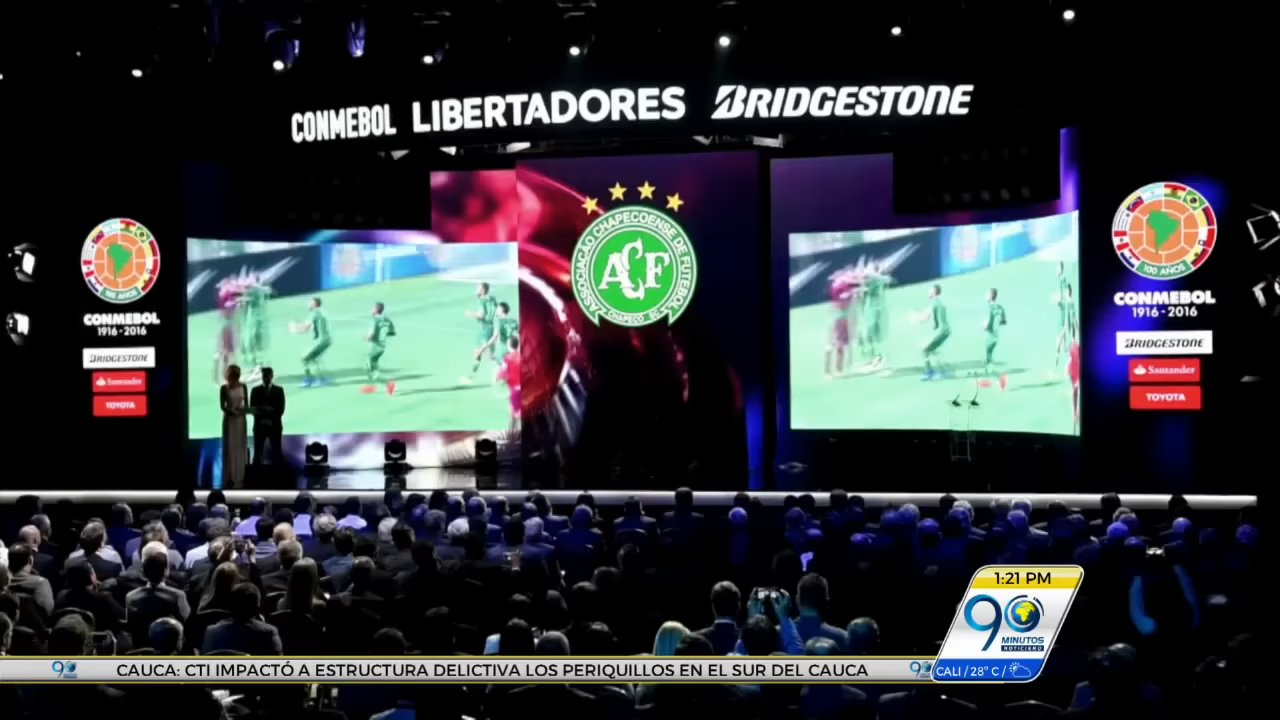 CONMEBOL LIBERTADORES BRIDGESTONE
ASSOCIAÇÃO CHAPECOENSE DE FUTEBOL
ACF
CHAPECÓ SC
100 AÑOS
CONMEBOL
1916 - 2016
BRIDGESTONE
Santander
TOYOTA
100 AÑOS
CONMEBOL
1916 - 2016
BRIDGESTONE
Santander
TOYOTA
1:21 PM
90
MINUTOS
NOTICIERO
90 CAUCA: CTI IMPACTÓ A ESTRUCTURA DELICTIVA LOS PERIQUILLOS EN EL SUR DEL CAUCA 90
CALI / 28° C /